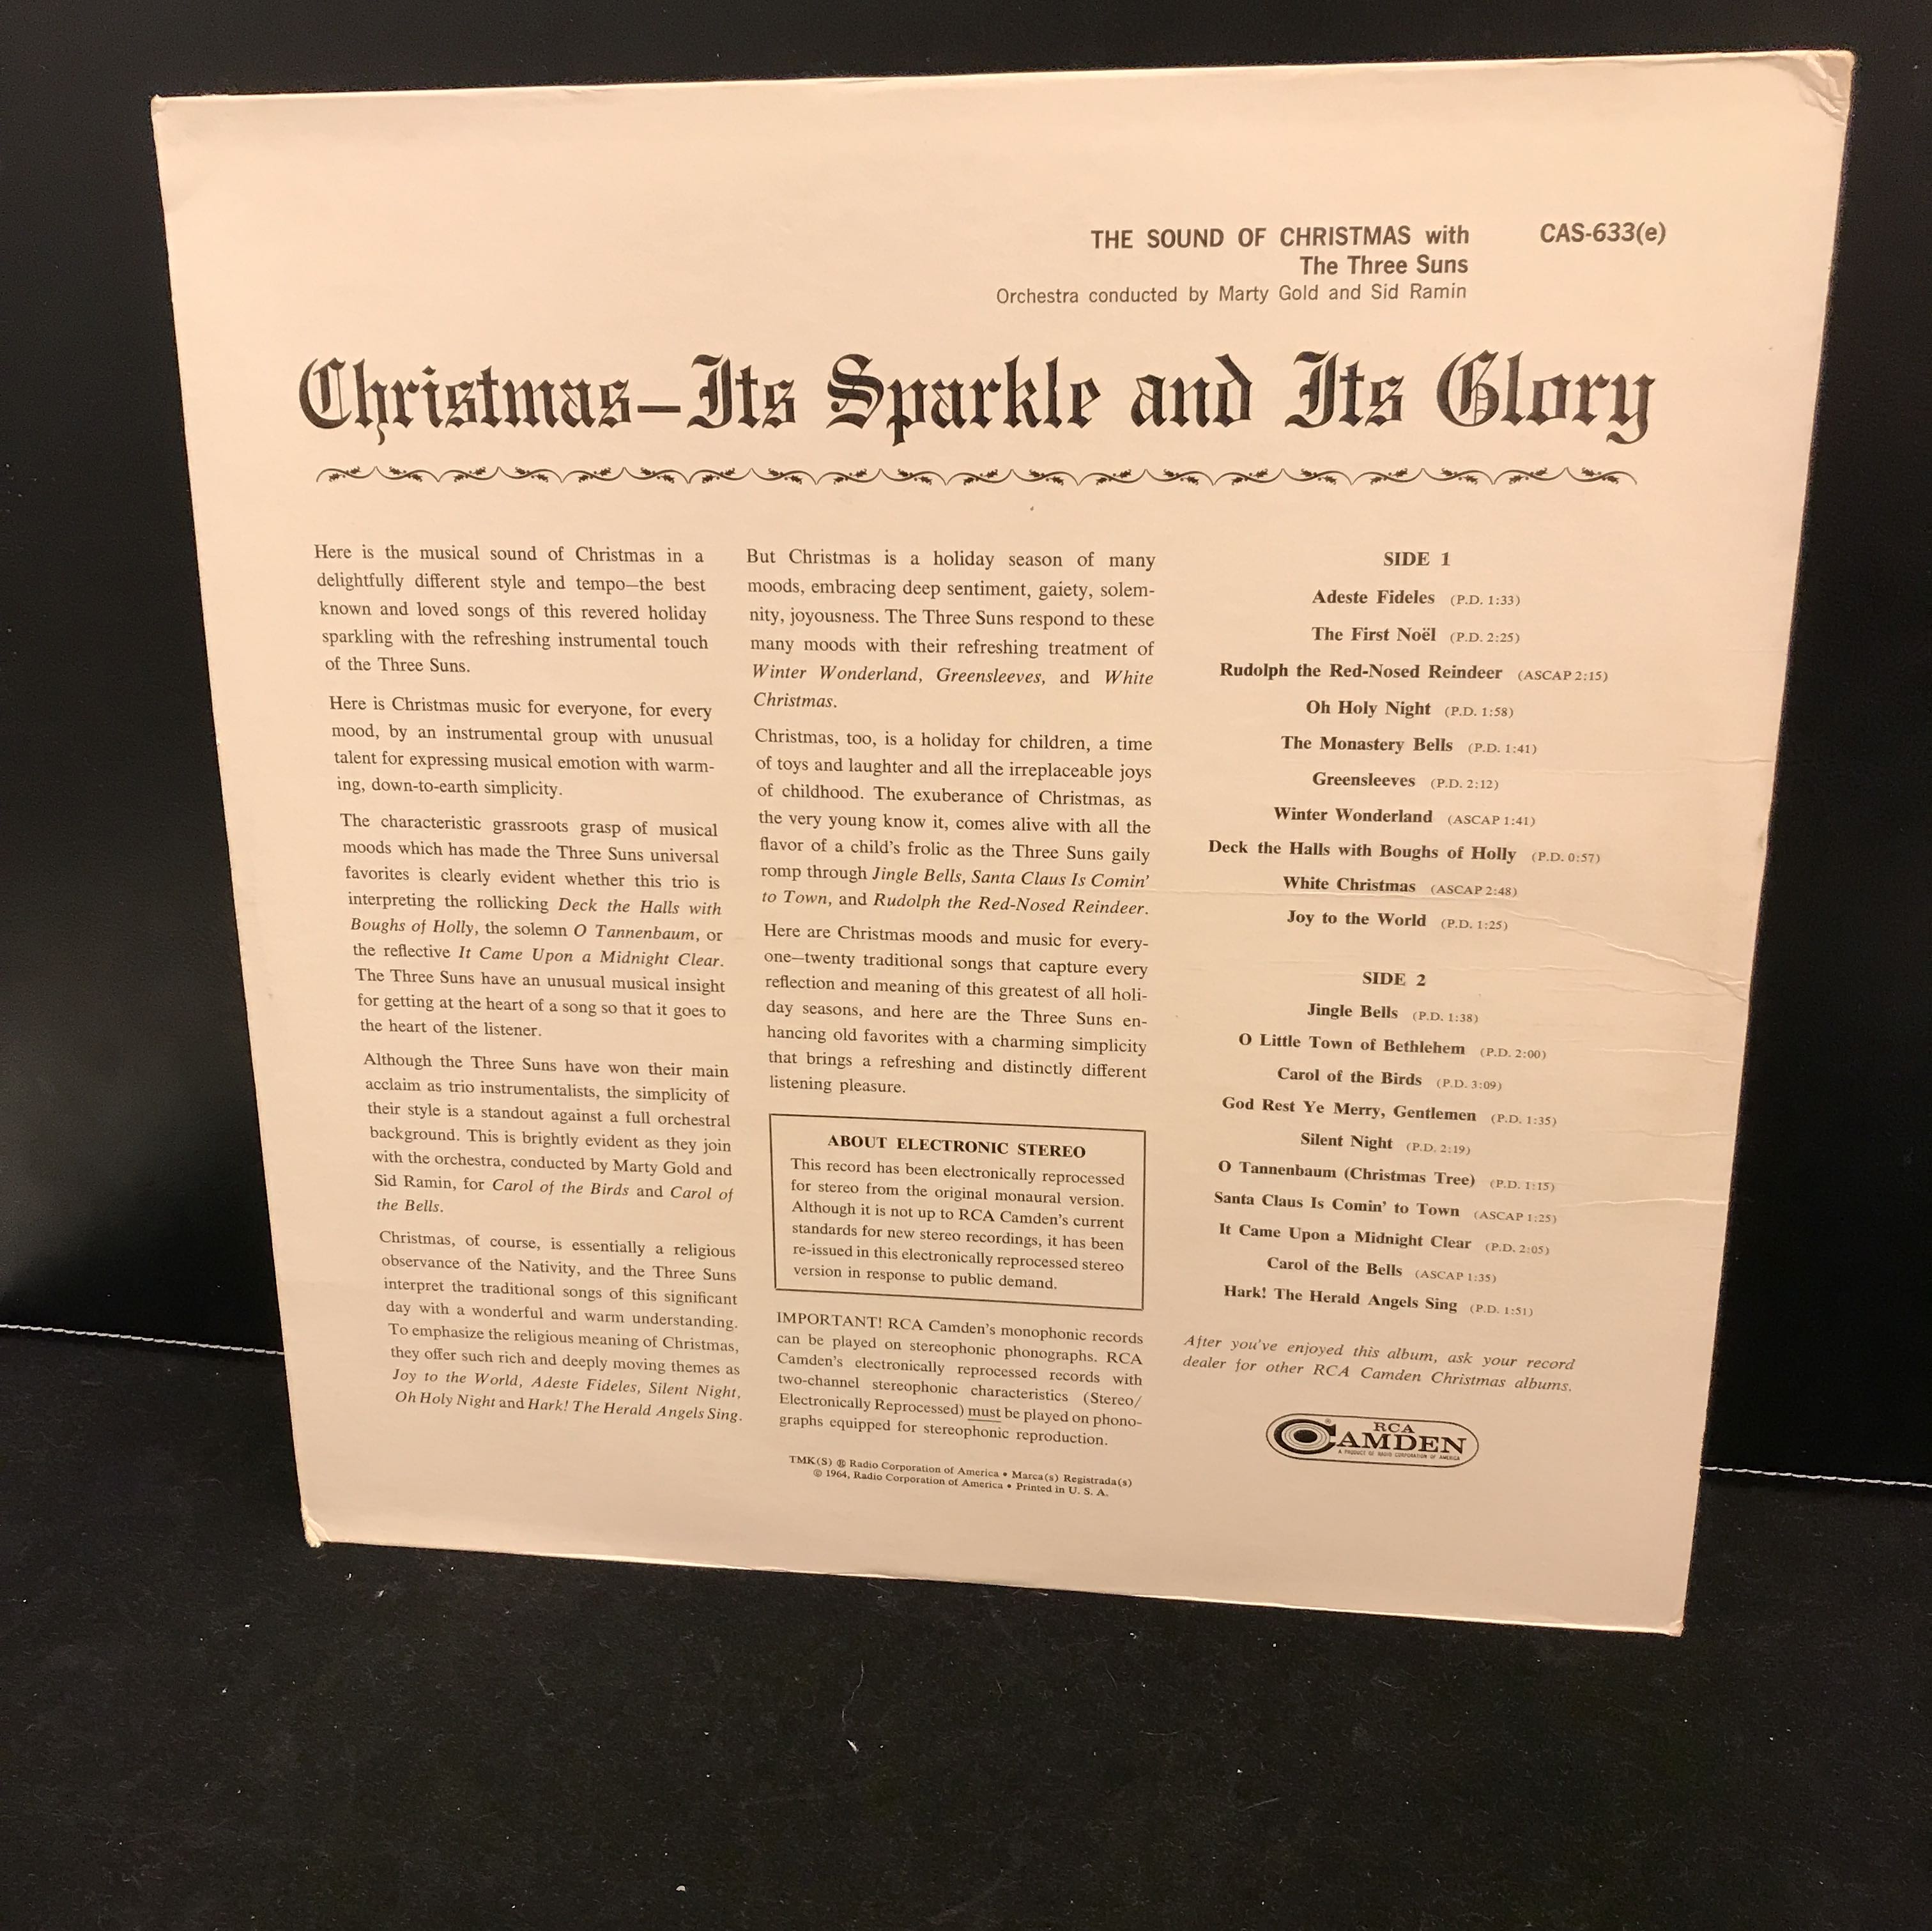 THE SOUND OF CHRISTMAS with
The Three Suns
Orchestra conducted by Marty Gold and Sid Ramin
CAS-633(e)
Christmas—Its Sparkle and Its Glory
Here is the musical sound of Christmas in a
delightfully different style and tempo—the best
known and loved songs of this revered holiday
sparkling with the refreshing instrumental touch
of the Three Suns.
Here is Christmas music for everyone, for every
mood, by an instrumental group with unusual
talent for expressing musical emotion with warm-
ing, down-to-earth simplicity.
The characteristic grassroots grasp of musical
moods which has made the Three Suns universal
favorites is clearly evident whether this trio is
interpreting the rollicking Deck the Halls with
Boughs of Holly, the solemn O Tannenbaum, or
the reflective It Came Upon a Midnight Clear.
The Three Suns have an unusual musical insight
for getting at the heart of a song so that it goes to
the heart of the listener.
Although the Three Suns have won their main
acclaim as trio instrumentalists, the simplicity of
their style is a standout against a full orchestral
background. This is brightly evident as they join
with the orchestra, conducted by Marty Gold and
Sid Ramin, for Carol of the Birds and Carol of
the Bells.
Christmas, of course, is essentially a religious
observance of the Nativity, and the Three Suns
interpret the traditional songs of this significant
day with a wonderful and warm understanding.
To emphasize the religious meaning of Christmas,
they offer such rich and deeply moving themes as
Joy to the World, Adeste Fideles, Silent Night,
Oh Holy Night and Hark! The Herald Angels Sing.
But Christmas is a holiday season of many
moods, embracing deep sentiment, gaiety, solem-
nity, joyousness. The Three Suns respond to these
many moods with their refreshing treatment of
Winter Wonderland, Greensleeves, and White
Christmas.
Christmas, too, is a holiday for children, a time
of toys and laughter and all the irreplaceable joys
of childhood. The exuberance of Christmas, as
the very young know it, comes alive with all the
flavor of a child's frolic as the Three Suns gaily
romp through Jingle Bells, Santa Claus Is Comin'
to Town, and Rudolph the Red-Nosed Reindeer.
Here are Christmas moods and music for every-
one—twenty traditional songs that capture every
reflection and meaning of this greatest of all holi-
day seasons, and here are the Three Suns en-
hancing old favorites with a charming simplicity
that brings a refreshing and distinctly different
listening pleasure.
ABOUT ELECTRONIC STEREO
This record has been electronically reprocessed
for stereo from the original monaural version.
Although it is not up to RCA Camden's current
standards for new stereo recordings, it has been
re-issued in this electronically reprocessed stereo
version in response to public demand.
IMPORTANT! RCA Camden's monophonic records
can be played on stereophonic phonographs. RCA
Camden's electronically reprocessed records with
two-channel stereophonic characteristics (Stereo/
Electronically Reprocessed) must be played on phono-
graphs equipped for stereophonic reproduction.
TMK(S) ® Radio Corporation of America • Marca(s) Registrada(s)
© 1964, Radio Corporation of America • Printed in U. S. A.
SIDE 1
Adeste Fideles (P.D. 1:33)
The First Noël (P.D. 2:25)
Rudolph the Red-Nosed Reindeer (ASCAP 2:15)
Oh Holy Night (P.D. 1:58)
The Monastery Bells (P.D. 1:41)
Greensleeves (P.D. 2:12)
Winter Wonderland (ASCAP 1:41)
Deck the Halls with Boughs of Holly (P.D. 0:57)
White Christmas (ASCAP 2:48)
Joy to the World (P.D. 1:25)
SIDE 2
Jingle Bells (P.D. 1:38)
O Little Town of Bethlehem (P.D. 2:00)
Carol of the Birds (P.D. 3:09)
God Rest Ye Merry, Gentlemen (P.D. 1:35)
Silent Night (P.D. 2:19)
O Tannenbaum (Christmas Tree) (P.D. 1:15)
Santa Claus Is Comin' to Town (ASCAP 1:25)
It Came Upon a Midnight Clear (P.D. 2:05)
Carol of the Bells (ASCAP 1:35)
Hark! The Herald Angels Sing (P.D. 1:51)
After you've enjoyed this album, ask your record
dealer for other RCA Camden Christmas albums.
RCA
CAMDEN
A PRODUCT OF RADIO CORPORATION OF AMERICA